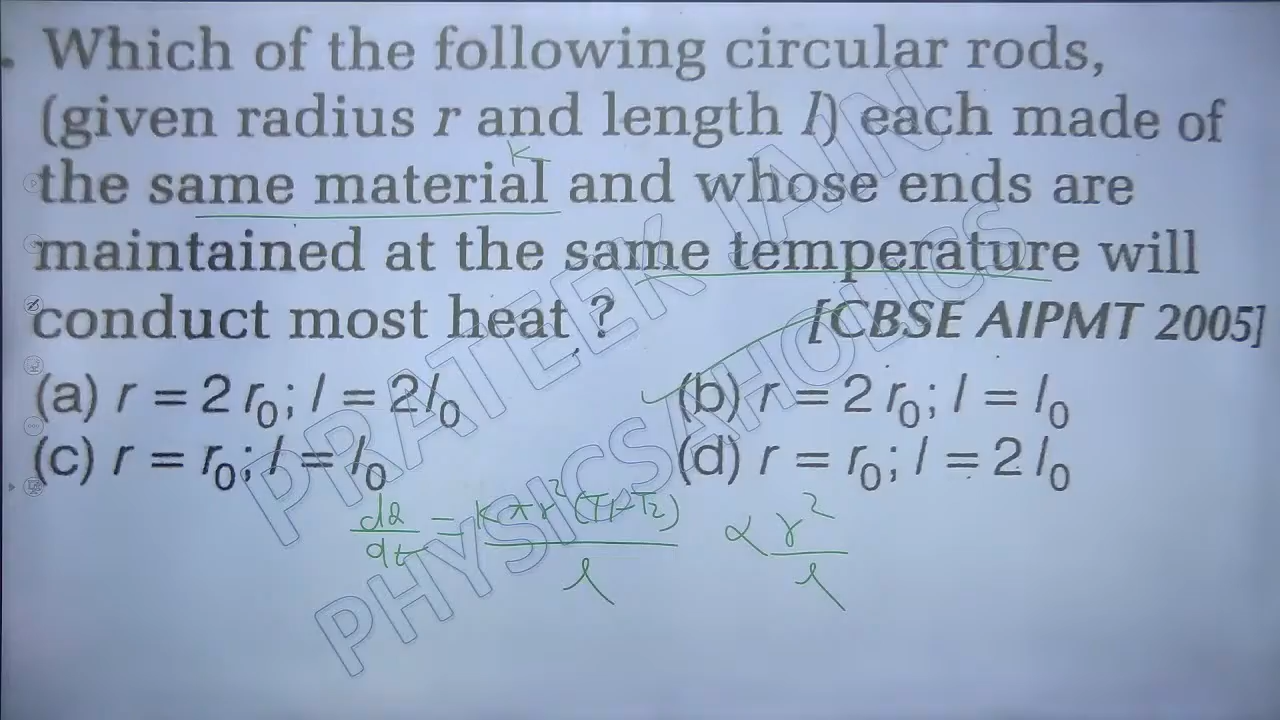 Which of the following circular rods,
(given radius r and length l) each made of
K
the same material and whose ends are
maintained at the same temperature will
conduct most heat ?
[CBSE AIPMT 2005]
(a) r = 2 r₀; l = 2l₀
(b) r = 2 r₀; l = l₀
(c) r = r₀; l = l₀
(d) r = r₀; l = 2 l₀
dQ/dt = Kπr²(T1-T2)/l ∝ r²/l
PRATEEK JAIN
PHYSICSAHOLICS